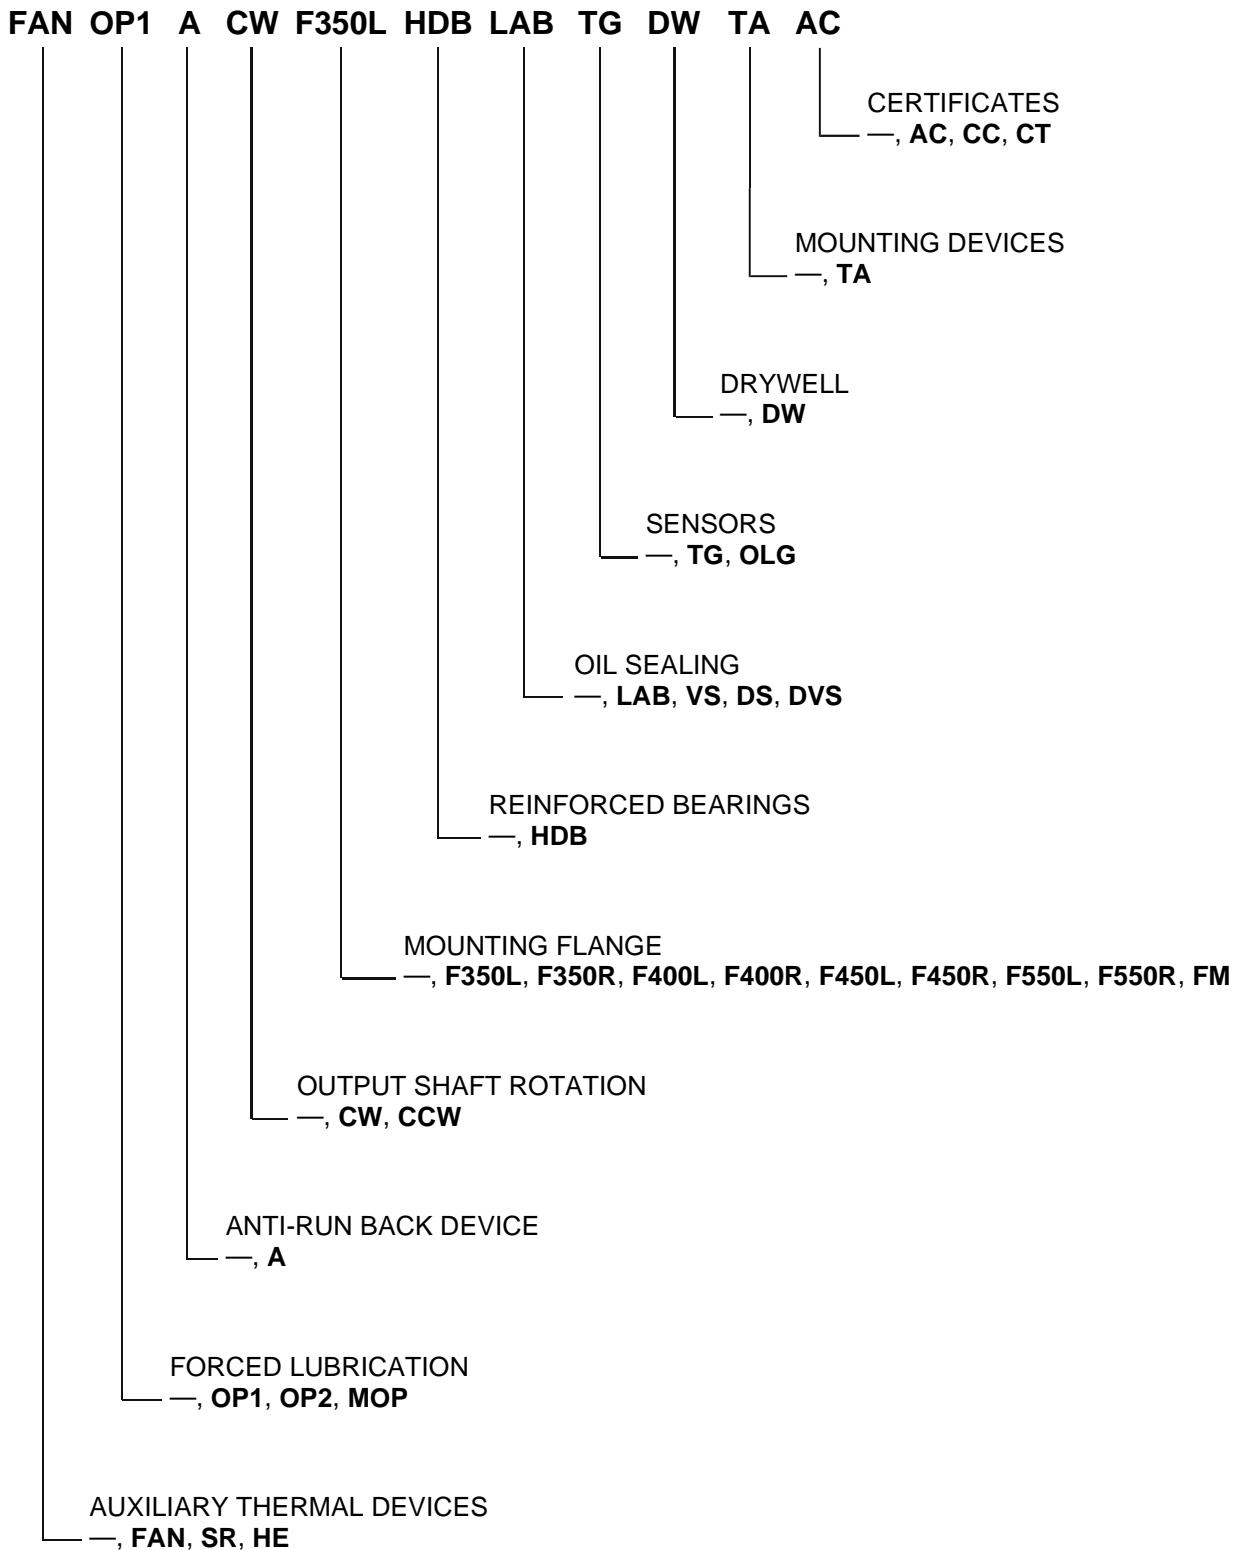 FAN OP1 A CW F350L HDB LAB TG DW TA AC
CERTIFICATES
—, AC, CC, CT
MOUNTING DEVICES
—, TA
DRYWELL
—, DW
SENSORS
—, TG, OLG
OIL SEALING
—, LAB, VS, DS, DVS
REINFORCED BEARINGS
—, HDB
MOUNTING FLANGE
—, F350L, F350R, F400L, F400R, F450L, F450R, F550L, F550R, FM
OUTPUT SHAFT ROTATION
—, CW, CCW
ANTI-RUN BACK DEVICE
—, A
FORCED LUBRICATION
—, OP1, OP2, MOP
AUXILIARY THERMAL DEVICES
—, FAN, SR, HE